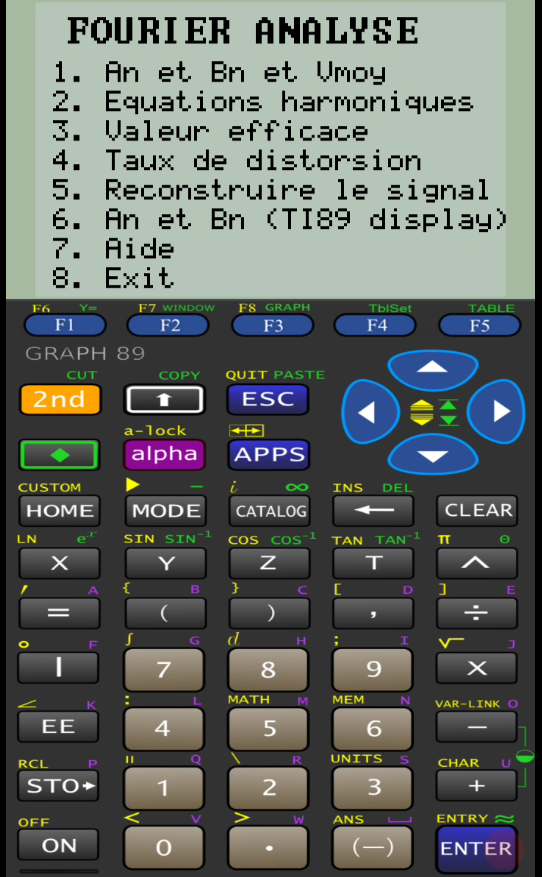 FOURIER ANALYSE
1. An et Bn et Vmoy
2. Equations harmoniques
3. Valeur efficace
4. Taux de distorsion
5. Reconstruire le signal
6. An et Bn (TI89 display)
7. Aide
8. Exit
F6 Y= F7 WINDOW F8 GRAPH TblSet TABLE
F1 F2 F3 F4 F5
GRAPH 89
CUT COPY QUIT PASTE
2nd ESC
a-lock
alpha APPS
CUSTOM ▶ – i ∞ INS DEL
HOME MODE CATALOG ← CLEAR
LN eˣ SIN SIN⁻¹ COS COS⁻¹ TAN TAN⁻¹ π θ
X Y Z T ^
′ A { B } C [ D ] E
= ( ) , ÷
° F ∫ G d H ; I √ J
| 7 8 9 ×
∠ K : L MATH M MEM N VAR-LINK O
EE 4 5 6 −
RCL P " Q \ R UNITS S CHAR U
STO▸ 1 2 3 +
OFF < V > W ANS ENTRY ≈
ON 0 . (—) ENTER